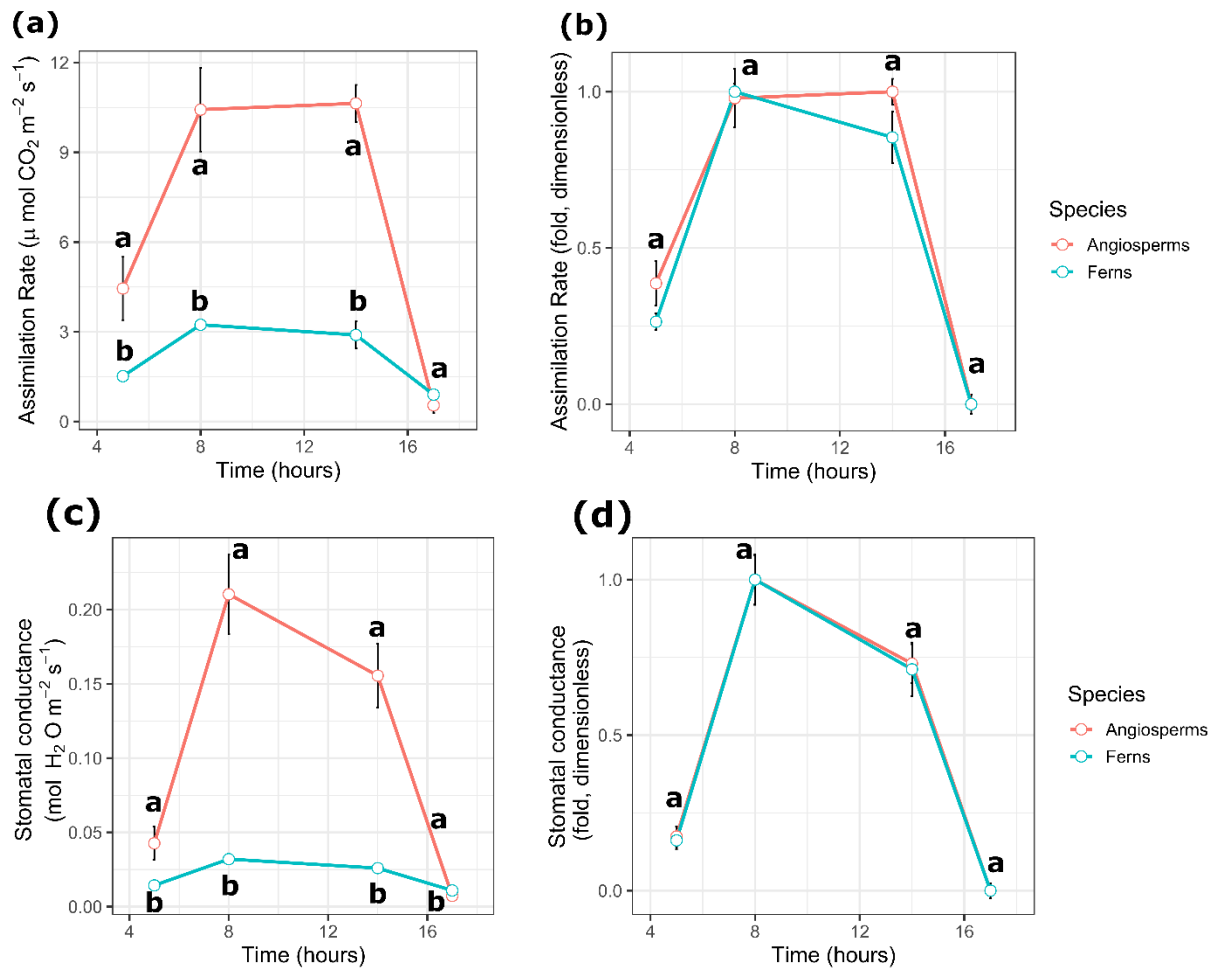 (a)
Assimilation Rate (μ mol CO₂ m⁻² s⁻¹)
12
9
6
3
0
a
a
a
b
b
b
a
4
8
12
16
Time (hours)
(b)
Assimilation Rate (fold, dimensionless)
1.0
0.5
0.0
a
a
a
a
4
8
12
16
Time (hours)
Species
Angiosperms
Ferns
(c)
Stomatal conductance
(mol H₂ O m⁻² s⁻¹)
0.20
0.15
0.10
0.05
0.00
a
a
a
a
b
b
b
b
4
8
12
16
Time (hours)
(d)
Stomatal conductance
(fold, dimensionless)
1.0
0.5
0.0
a
a
a
a
4
8
12
16
Time (hours)
Species
Angiosperms
Ferns